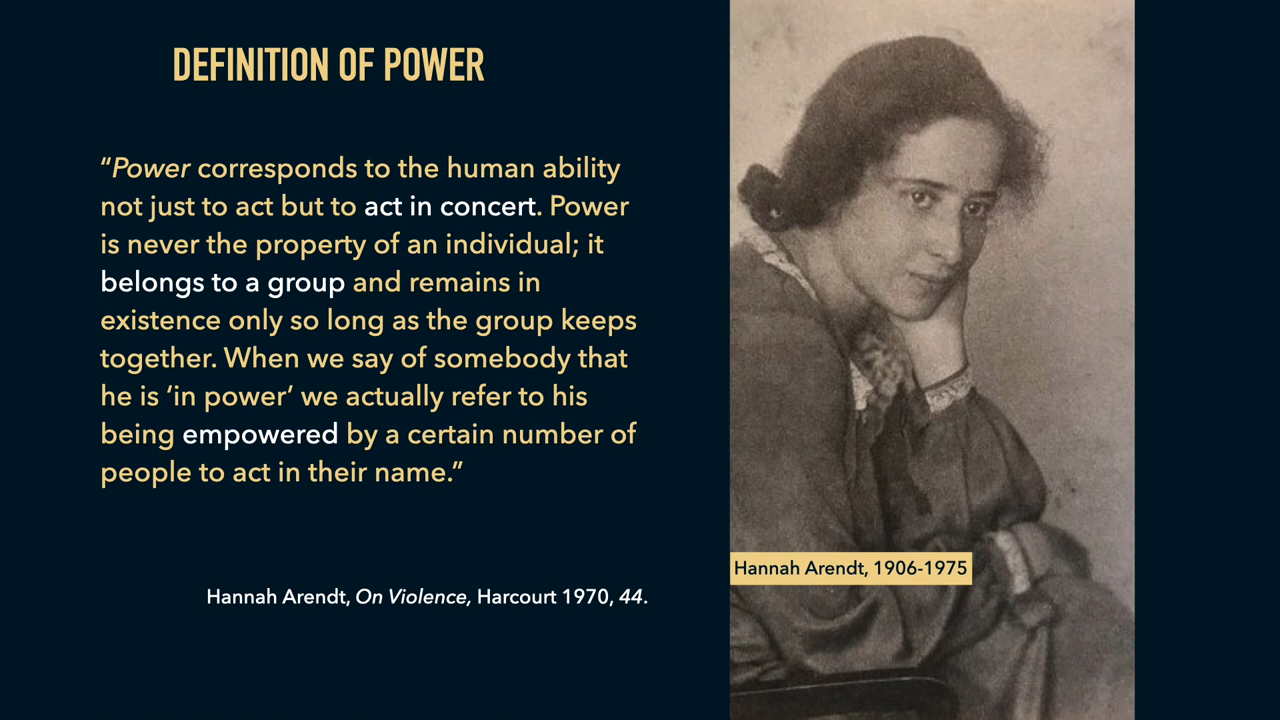 DEFINITION OF POWER
“Power corresponds to the human ability
not just to act but to act in concert. Power
is never the property of an individual; it
belongs to a group and remains in
existence only so long as the group keeps
together. When we say of somebody that
he is ‘in power’ we actually refer to his
being empowered by a certain number of
people to act in their name.”
Hannah Arendt, On Violence, Harcourt 1970, 44.
Hannah Arendt, 1906-1975